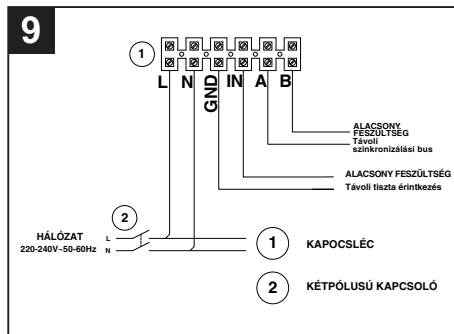 9
1
L N GND IN A B
ALACSONY
FESZÜLTSÉG
Távoli
szinkronizálási bus
ALACSONY FESZÜLTSÉG
Távoli tiszta érintkezés
2
HÁLÓZAT
220-240V~50-60Hz
L
N
1 KAPOCSLÉC
2 KÉTPÓLUSÚ KAPCSOLÓ